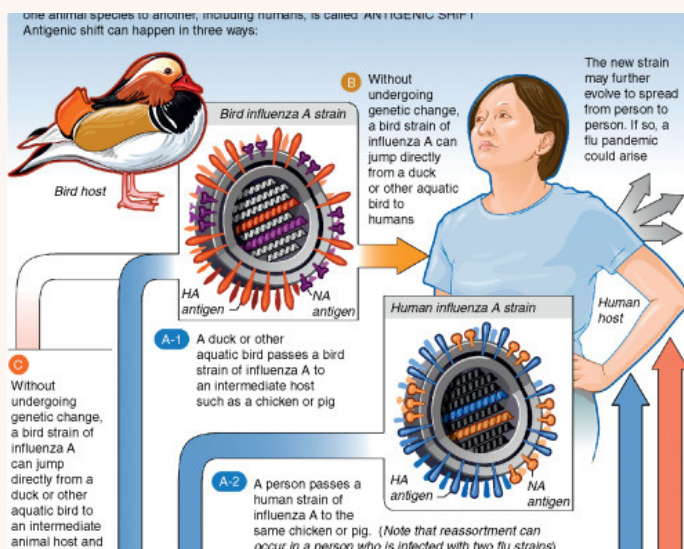 one animal species to another, including humans, is called 'ANTIGENIC SHIFT'
Antigenic shift can happen in three ways:
Bird host
Bird influenza A strain
HA
antigen
NA
antigen
B
Without
undergoing
genetic change,
a bird strain of
influenza A can
jump directly
from a duck
or other aquatic
bird to
humans
The new strain
may further
evolve to spread
from person to
person. If so, a
flu pandemic
could arise
Human
host
A-1
A duck or other
aquatic bird passes a bird
strain of influenza A to
an intermediate host
such as a chicken or pig
Human influenza A strain
HA
antigen
NA
antigen
C
Without
undergoing
genetic change,
a bird strain of
influenza A
can jump
directly from a
duck or other
aquatic bird to
an intermediate
animal host and
A-2
A person passes a
human strain of
influenza A to the
same chicken or pig. (Note that reassortment can
occur in a person who is infected with two flu strains)